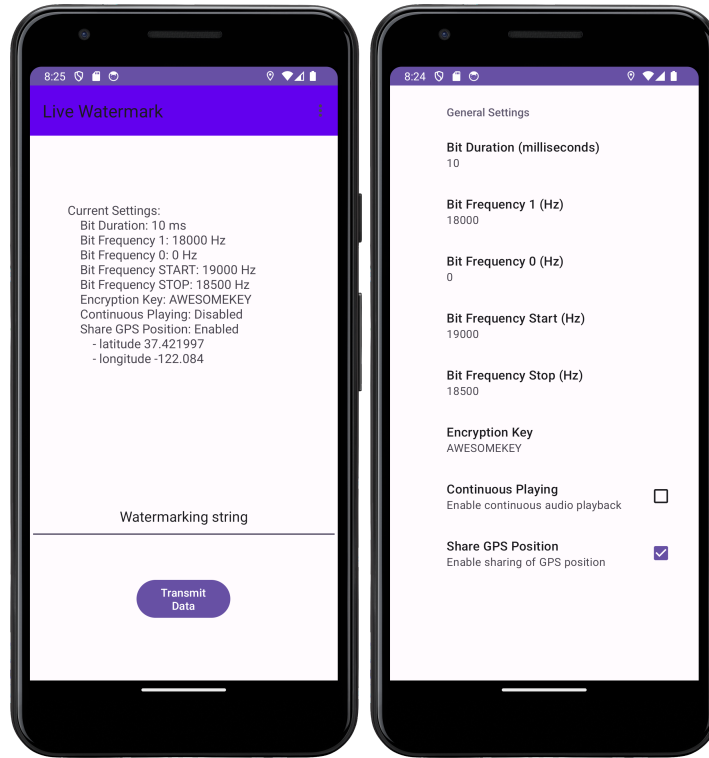 8:25
Live Watermark
Current Settings:
Bit Duration: 10 ms
Bit Frequency 1: 18000 Hz
Bit Frequency 0: 0 Hz
Bit Frequency START: 19000 Hz
Bit Frequency STOP: 18500 Hz
Encryption Key: AWESOMEKEY
Continuous Playing: Disabled
Share GPS Position: Enabled
- latitude 37.421997
- longitude -122.084
Watermarking string
Transmit
Data
8:24
General Settings
Bit Duration (milliseconds)
10
Bit Frequency 1 (Hz)
18000
Bit Frequency 0 (Hz)
0
Bit Frequency Start (Hz)
19000
Bit Frequency Stop (Hz)
18500
Encryption Key
AWESOMEKEY
Continuous Playing
Enable continuous audio playback
Share GPS Position
Enable sharing of GPS position